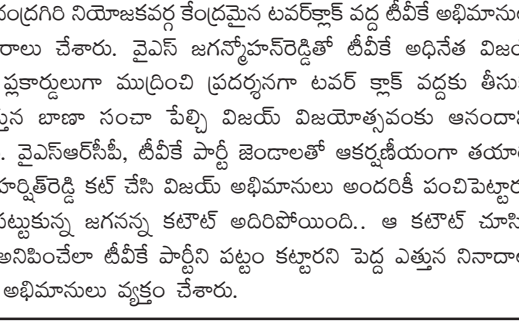 చంద్రగిరి నియోజకవర్గ కేంద్రమైన టవర్‌క్లాక్ వద్ద టీవీకే అభిమానుల
రాలు చేశారు. వైఎస్ జగన్మోహన్‌రెడ్డితో టీవీకే అధినేత విజయ
ప్లకార్డులుగా ముద్రించి ప్రదర్శనగా టవర్ క్లాక్ వద్దకు తీసు
త్తున బాణా సంచా పేల్చి విజయ్ విజయోత్సవంకు ఆనందా
. వైఎస్ఆర్‌సీపీ, టీవీకే పార్టీ జెండాలతో ఆకర్షణీయంగా తయా
హర్షిత్‌రెడ్డి కట్ చేసి విజయ్ అభిమానులు అందరికీ పంచిపెట్టార
పట్టుకున్న జగనన్న కటౌట్ అదిరిపోయింది.. ఆ కటౌట్ చూసి
అనిపించేలా టీవీకే పార్టీని పట్టం కట్టారని పెద్ద ఎత్తున నినాదాల
అభిమానులు వ్యక్తం చేశారు.